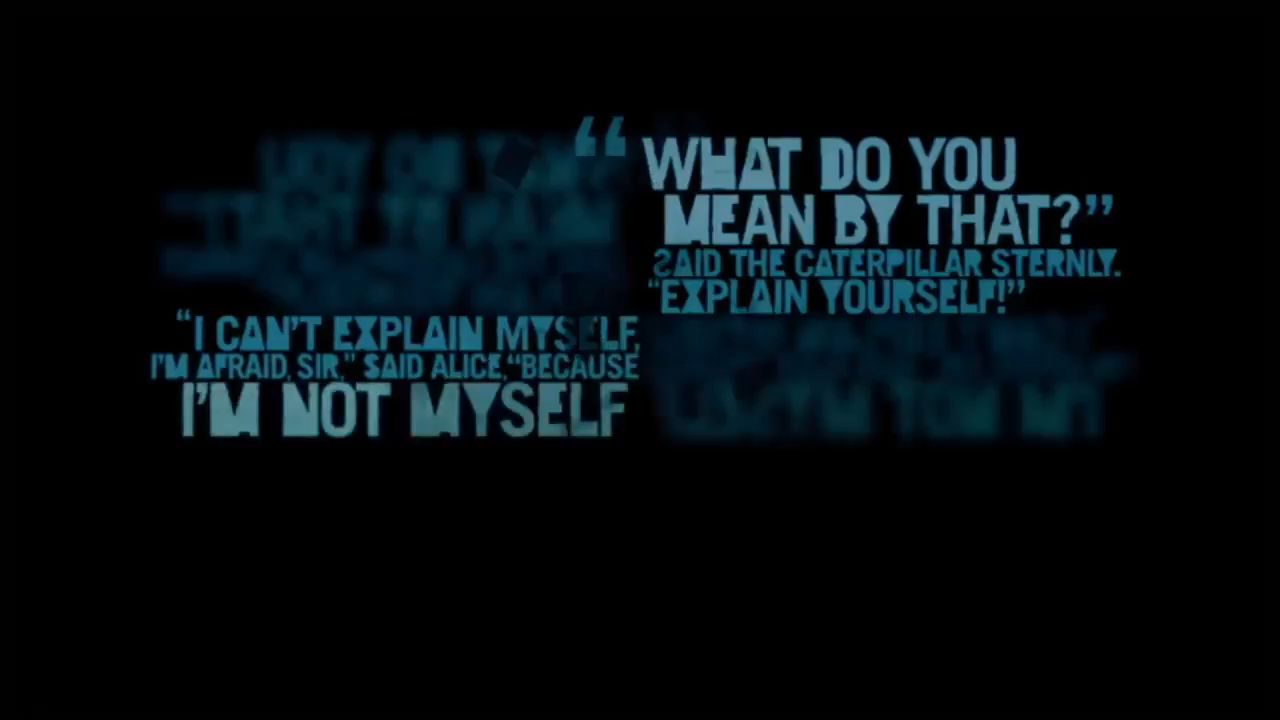 “WHAT DO YOU
MEAN BY THAT?”
SAID THE CATERPILLAR STERNLY.
“EXPLAIN YOURSELF!”
“I CAN’T EXPLAIN MYSELF,
I’M AFRAID, SIR,” SAID ALICE, “BECAUSE
I’M NOT MYSELF